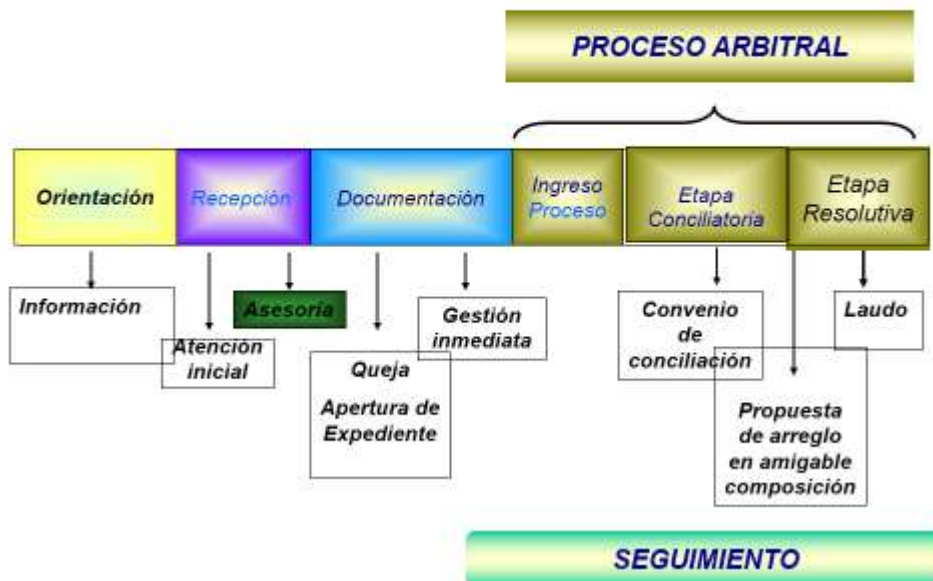 PROCESO ARBITRAL
Orientación
Recepción
Documentación
Ingreso
Proceso
Etapa
Conciliatoria
Etapa
Resolutiva
Información
Atención
inicial
Asesoría
Queja
Apertura de
Expediente
Gestión
inmediata
Convenio
de
conciliación
Propuesta
de arreglo
en amigable
composición
Laudo
SEGUIMIENTO